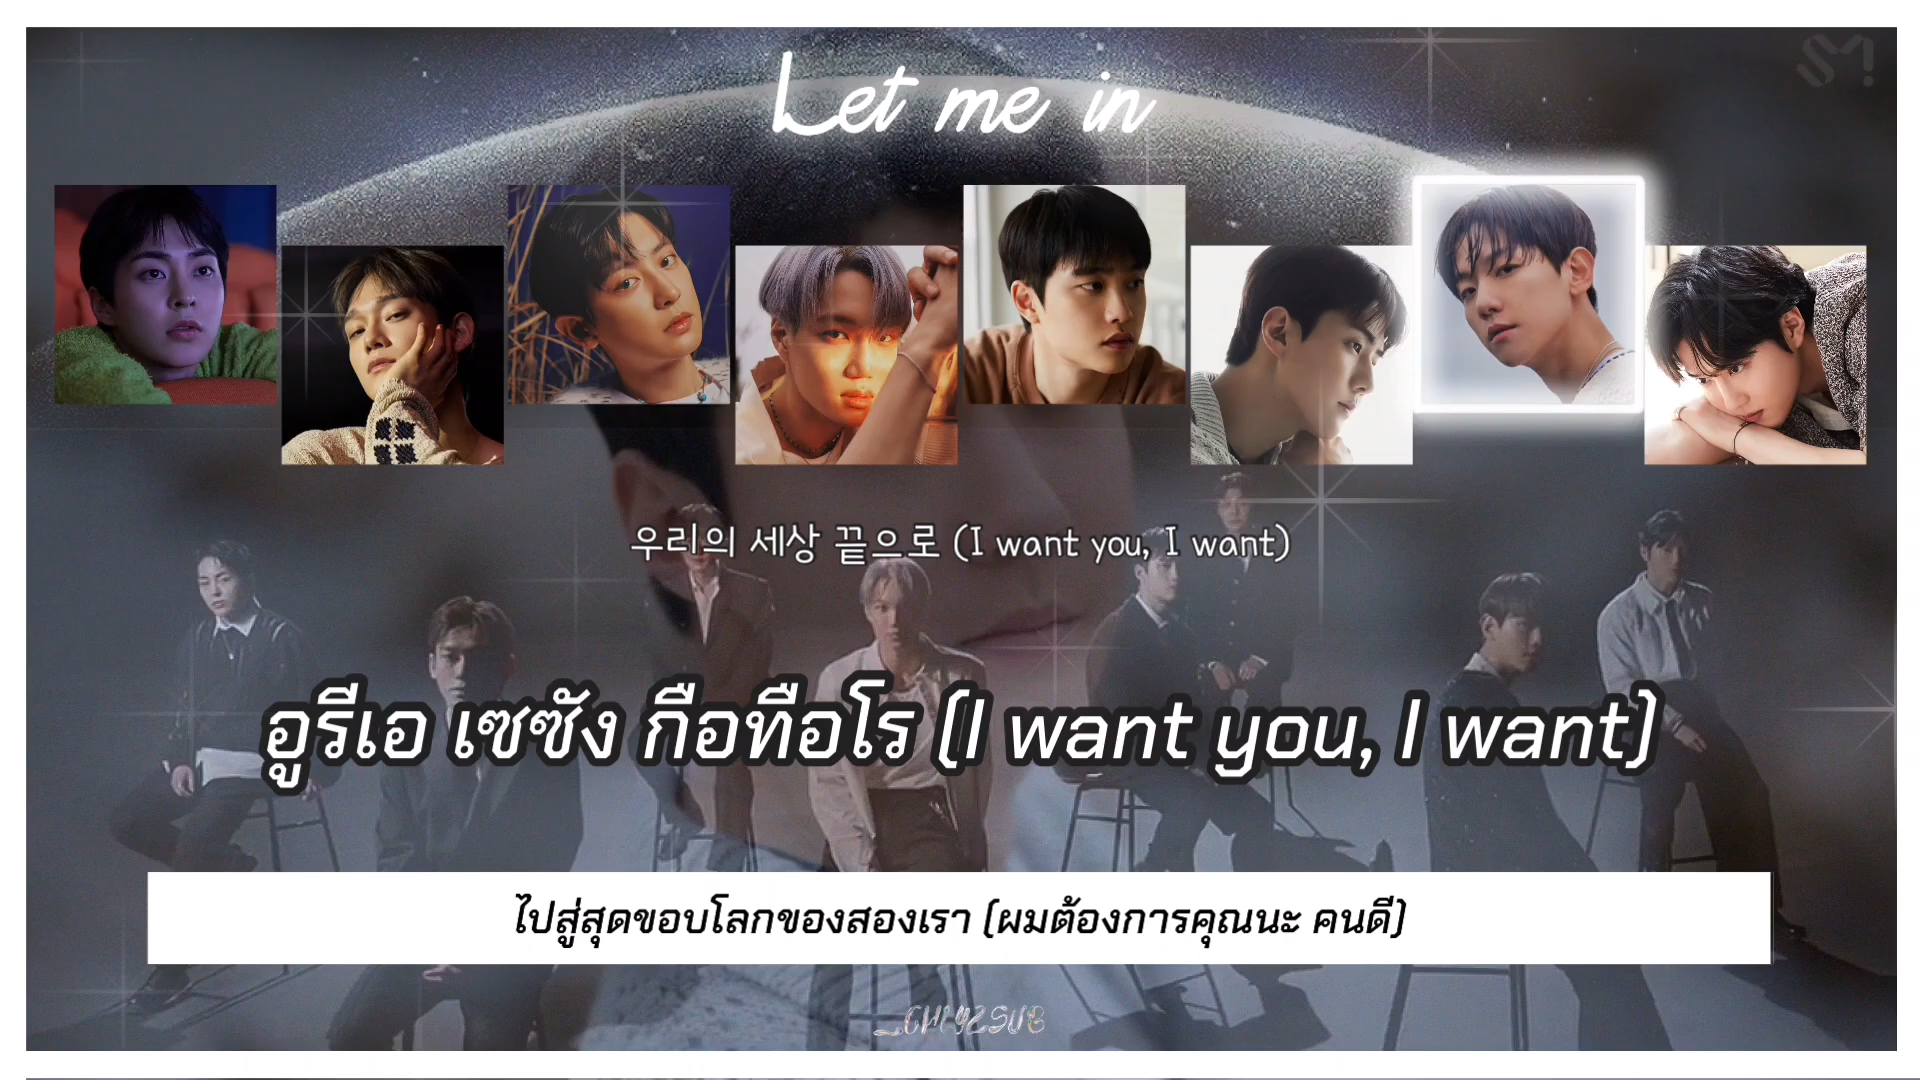 SM!
Let me in
우리의 세상 끝으로 (I want you, I want)
อูรีเอ เซซัง กือทือโร (I want you, I want)
ไปสู่สุดขอบโลกของสองเรา (ผมต้องการคุณนะ คนดี)